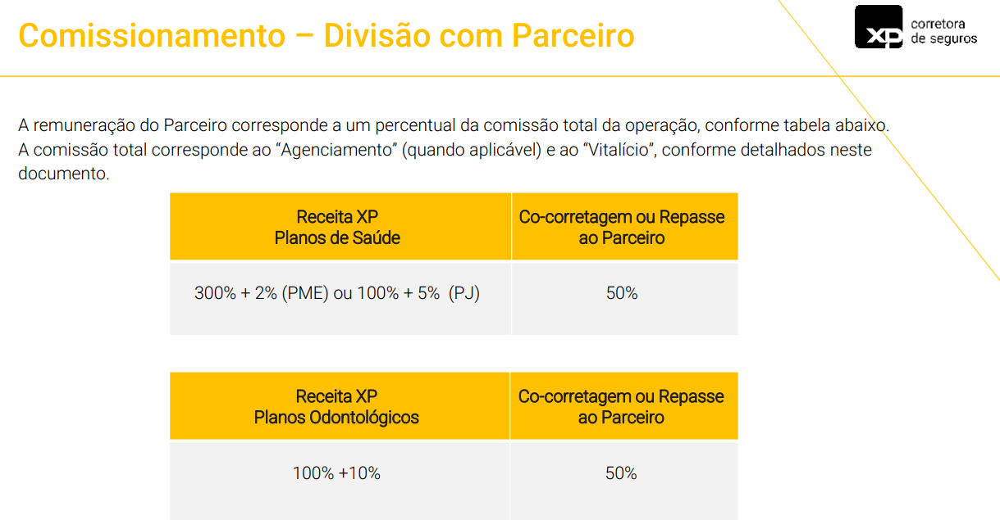 Comissionamento – Divisão com Parceiro
XP corretora
de seguros
A remuneração do Parceiro corresponde a um percentual da comissão total da operação, conforme tabela abaixo.
A comissão total corresponde ao “Agenciamento” (quando aplicável) e ao “Vitalício”, conforme detalhados neste
documento.
Receita XP
Planos de Saúde
Co-corretagem ou Repasse
ao Parceiro
300% + 2% (PME) ou 100% + 5% (PJ)
50%
Receita XP
Planos Odontológicos
Co-corretagem ou Repasse
ao Parceiro
100% +10%
50%